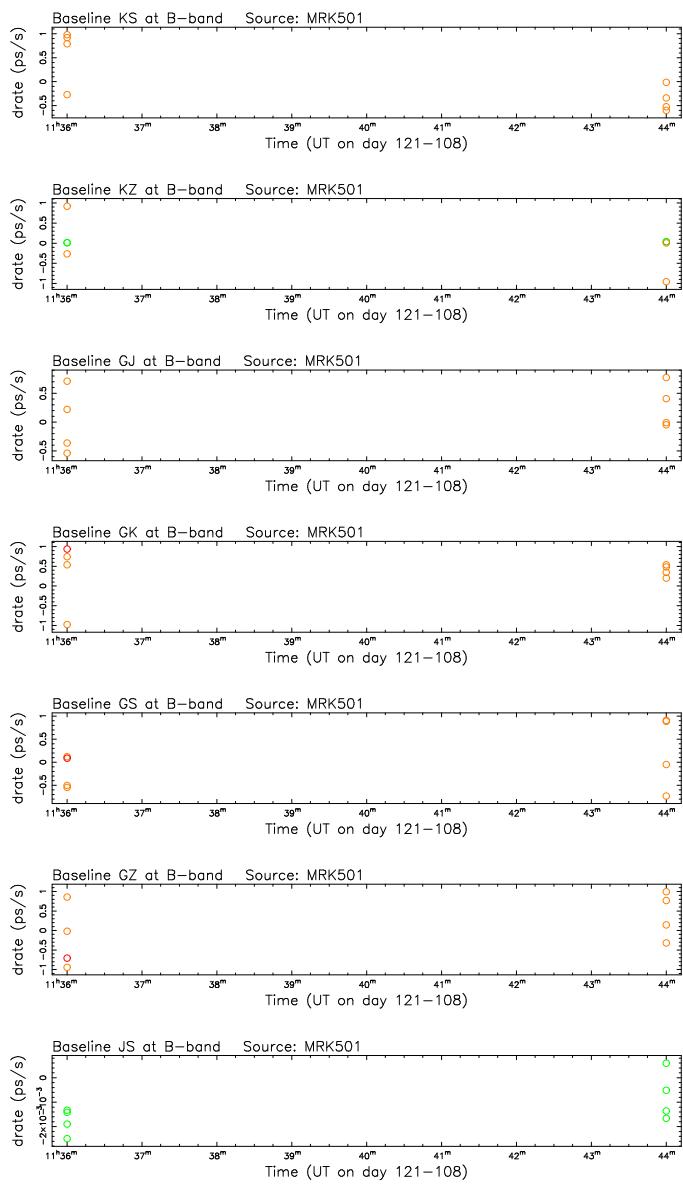 Baseline KS at B-band Source: MRK501
drate (ps/s)
1
0.5
0
-0.5
11h36m 37m 38m 39m 40m 41m 42m 43m 44m
Time (UT on day 121-108)
Baseline KZ at B-band Source: MRK501
drate (ps/s)
1
0.5
0
-0.5
-1
11h36m 37m 38m 39m 40m 41m 42m 43m 44m
Time (UT on day 121-108)
Baseline GJ at B-band Source: MRK501
drate (ps/s)
0.5
0
-0.5
11h36m 37m 38m 39m 40m 41m 42m 43m 44m
Time (UT on day 121-108)
Baseline GK at B-band Source: MRK501
drate (ps/s)
1
0.5
0
-0.5
-1
11h36m 37m 38m 39m 40m 41m 42m 43m 44m
Time (UT on day 121-108)
Baseline GS at B-band Source: MRK501
drate (ps/s)
1
0.5
0
-0.5
11h36m 37m 38m 39m 40m 41m 42m 43m 44m
Time (UT on day 121-108)
Baseline GZ at B-band Source: MRK501
drate (ps/s)
1
0.5
0
-0.5
-1
11h36m 37m 38m 39m 40m 41m 42m 43m 44m
Time (UT on day 121-108)
Baseline JS at B-band Source: MRK501
drate (ps/s)
0
-10⁻³
-2×10⁻³
11h36m 37m 38m 39m 40m 41m 42m 43m 44m
Time (UT on day 121-108)